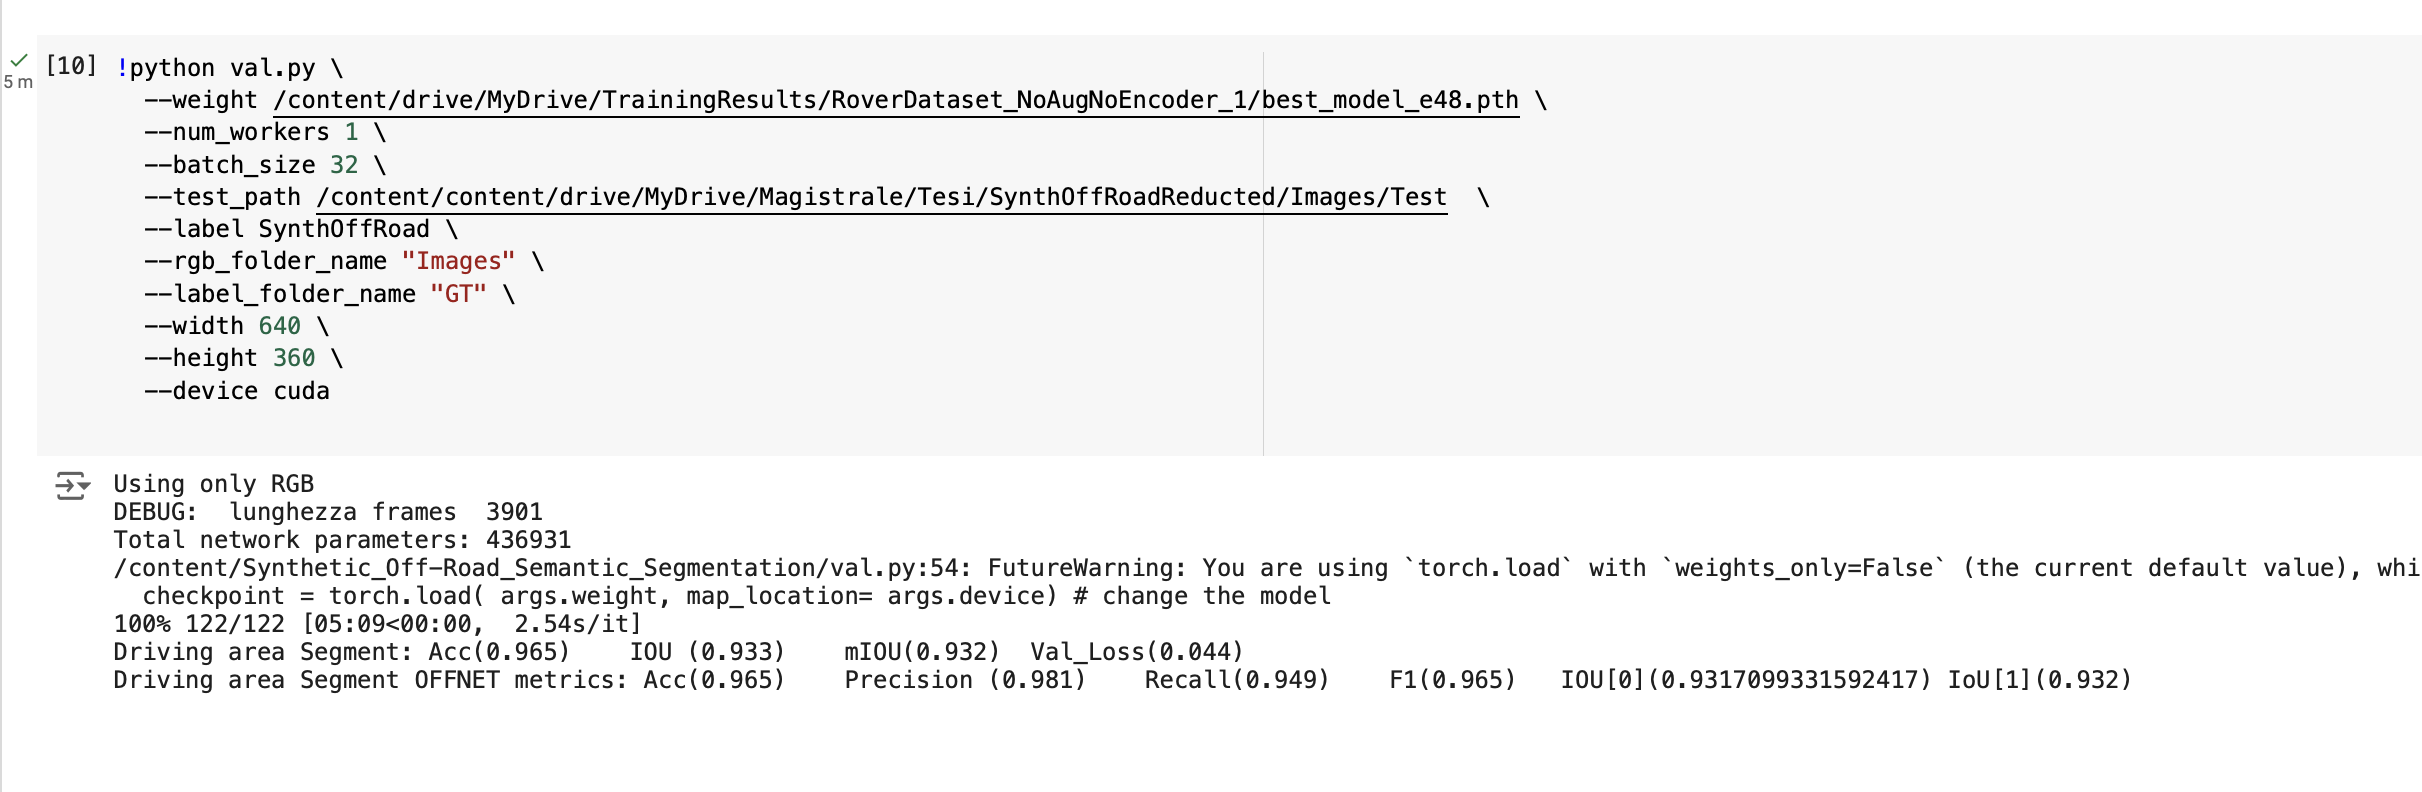 [10] !python val.py \
5 m
--weight /content/drive/MyDrive/TrainingResults/RoverDataset_NoAugNoEncoder_1/best_model_e48.pth \
--num_workers 1 \
--batch_size 32 \
--test_path /content/content/drive/MyDrive/Magistrale/Tesi/SynthOffRoadReducted/Images/Test  \
--label SynthOffRoad \
--rgb_folder_name "Images" \
--label_folder_name "GT" \
--width 640 \
--height 360 \
--device cuda
Using only RGB
DEBUG:  lunghezza frames  3901
Total network parameters: 436931
/content/Synthetic_Off-Road_Semantic_Segmentation/val.py:54: FutureWarning: You are using `torch.load` with `weights_only=False` (the current default value), whi
checkpoint = torch.load( args.weight, map_location= args.device) # change the model
100% 122/122 [05:09<00:00,  2.54s/it]
Driving area Segment: Acc(0.965)    IOU (0.933)    mIOU(0.932)  Val_Loss(0.044)
Driving area Segment OFFNET metrics: Acc(0.965)    Precision (0.981)    Recall(0.949)    F1(0.965)   IOU[0](0.9317099331592417) IoU[1](0.932)